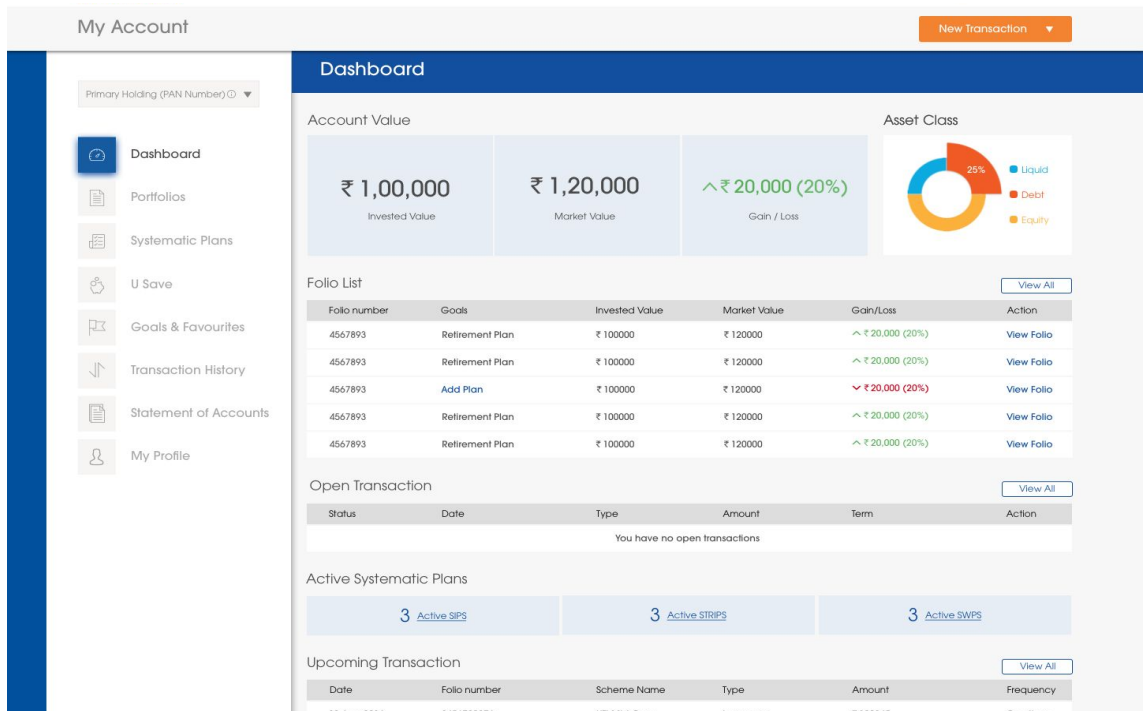 My Account
New Transaction
Primary Holding (PAN Number)
Dashboard
Portfolios
Systematic Plans
U Save
Goals & Favourites
Transaction History
Statement of Accounts
My Profile
Dashboard
Account Value
₹ 1,00,000
Invested Value
₹ 1,20,000
Market Value
₹ 20,000 (20%)
Gain / Loss
Asset Class
25%
Liquid
Debt
Equity
Folio List
View All
Folio number Goals Invested Value Market Value Gain/Loss Action
4567893 Retirement Plan ₹ 100000 ₹ 120000 ₹ 20,000 (20%) View Folio
4567893 Retirement Plan ₹ 100000 ₹ 120000 ₹ 20,000 (20%) View Folio
4567893 Add Plan ₹ 100000 ₹ 120000 ₹ 20,000 (20%) View Folio
4567893 Retirement Plan ₹ 100000 ₹ 120000 ₹ 20,000 (20%) View Folio
4567893 Retirement Plan ₹ 100000 ₹ 120000 ₹ 20,000 (20%) View Folio
Open Transaction
View All
Status Date Type Amount Term Action
You have no open transactions
Active Systematic Plans
3 Active SIPS
3 Active STRIPS
3 Active SWPS
Upcoming Transaction
View All
Date Folio number Scheme Name Type Amount Frequency